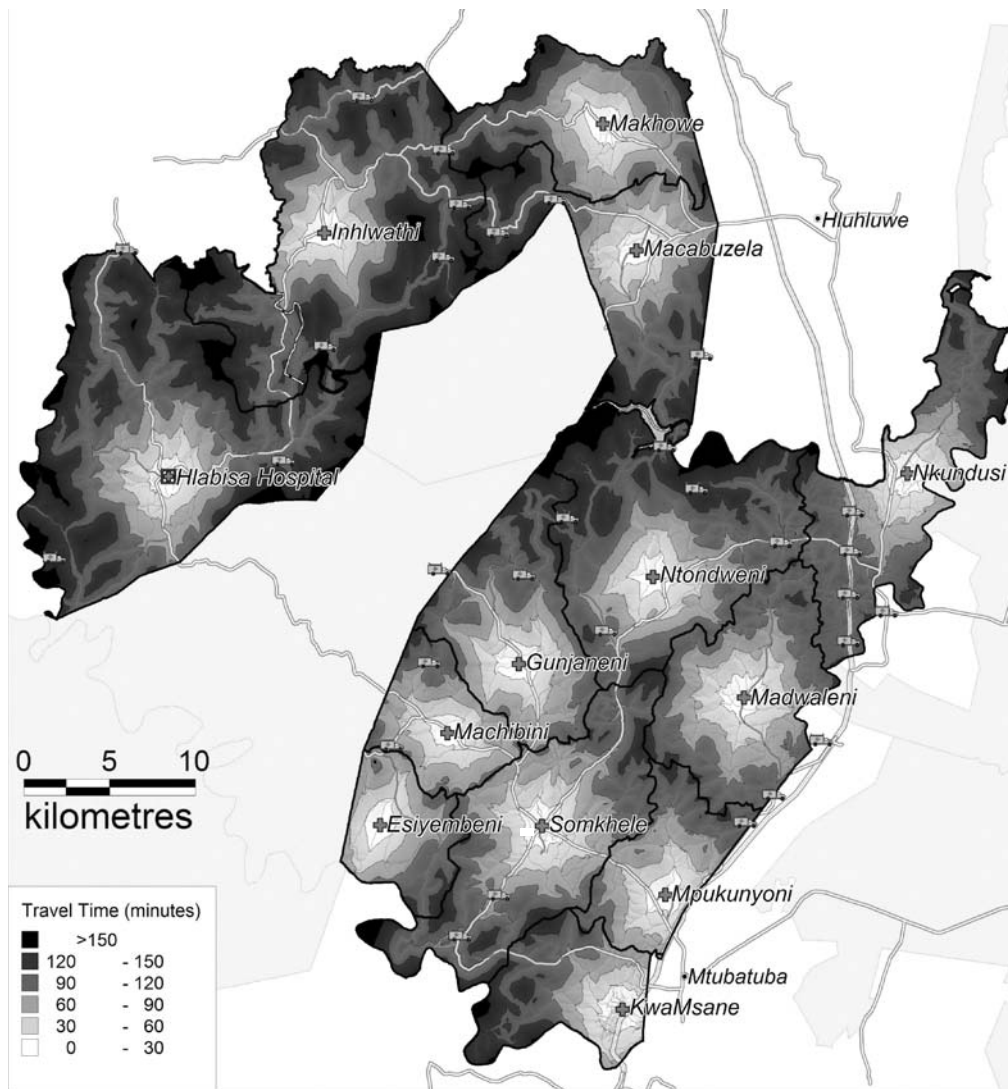 Makhowe
Inhlwathi
Hluhluwe
Macabuzela
Hlabisa Hospital
Nkundusi
Ntondweni
Gunjaneni
Madwaleni
Machibini
0 5 10
kilometres
Esiyembeni
Somkhele
Mpukunyoni
Mtubatuba
KwaMsane
Travel Time (minutes)
>150
120 - 150
90 - 120
60 - 90
30 - 60
0 - 30